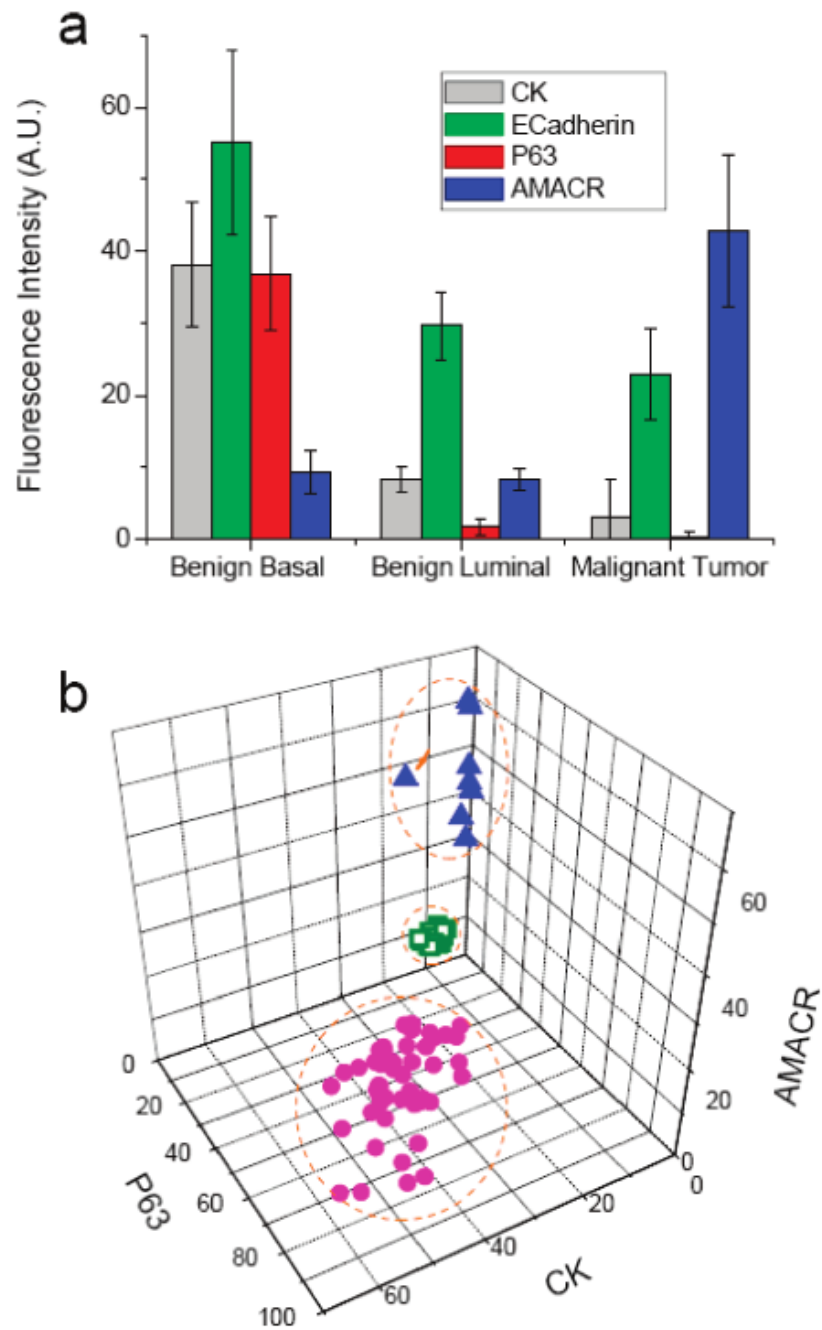 a
Fluorescence Intensity (A.U.)
60
40
20
0
CK
ECadherin
P63
AMACR
Benign Basal
Benign Luminal
Malignant Tumor
b
0
20
40
60
80
100
P63
60
40
20
0
CK
0
20
40
60
AMACR